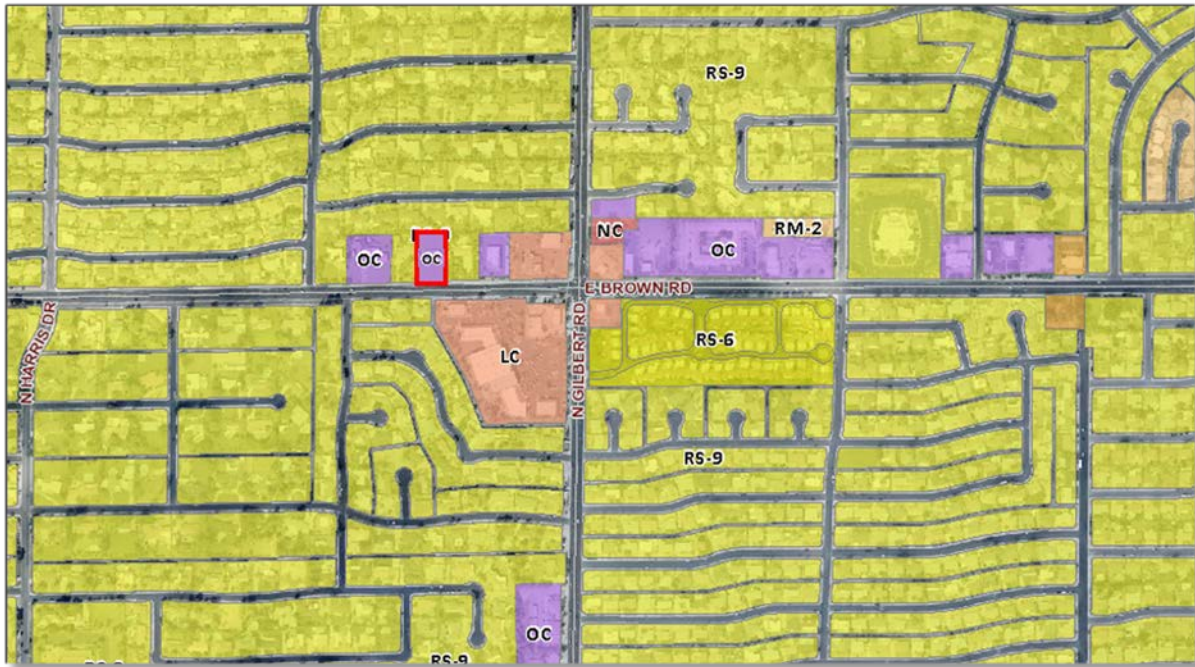 RS-9
NC
RM-2
OC
OC
OC
E BROWN RD
N HARRIS DR
RS-6
LC
N GILBERT RD
RS-9
OC
RS-9